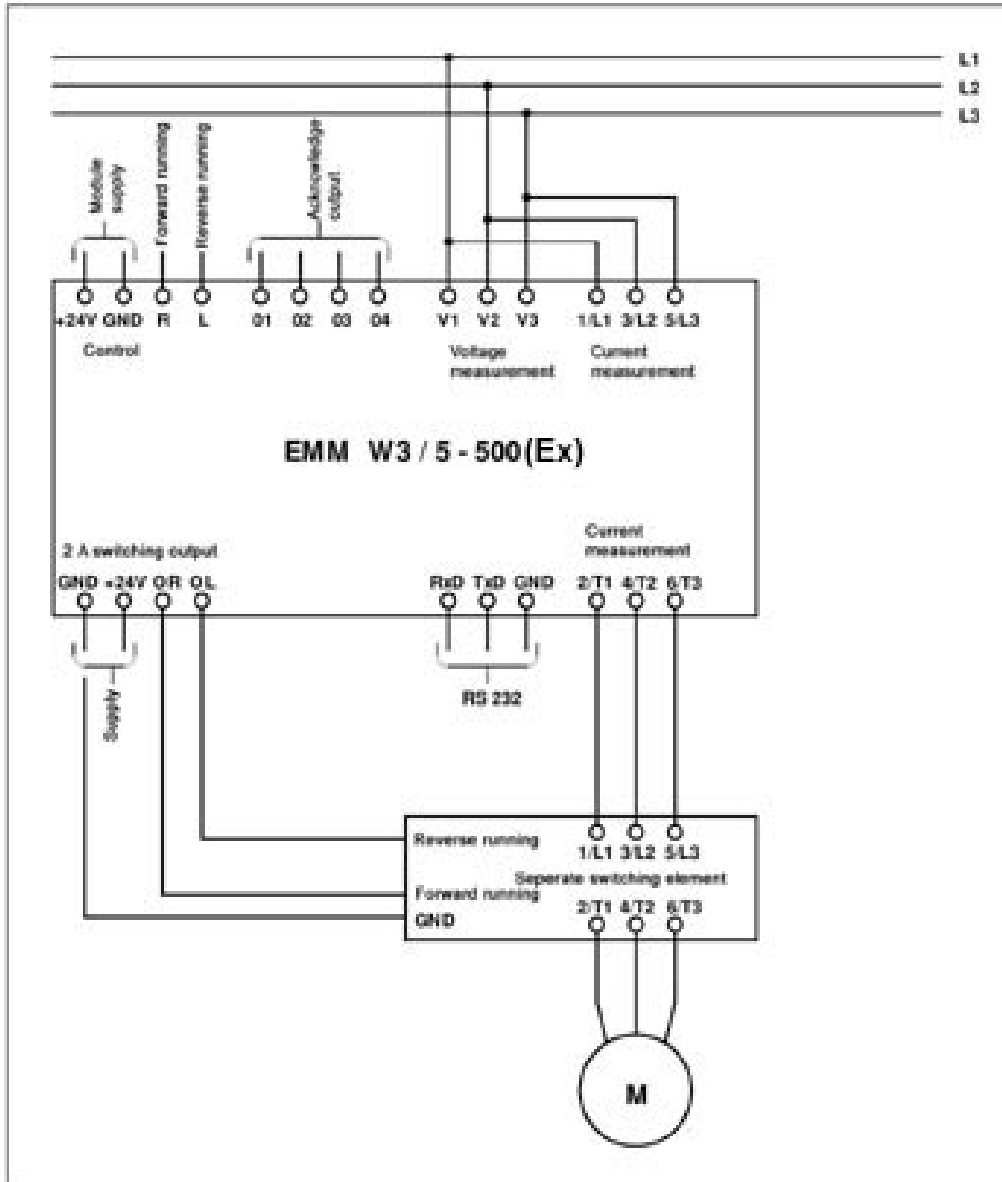 L1
L2
L3
Module
supply
Forward running
Reverse running
Acknowledge
output
+24V GND R L 01 02 03 04 V1 V2 V3 1/L1 3/L2 5/L3
Control
Voltage
measurement
Current
measurement
EMM W3 / 5 - 500(Ex)
Current
measurement
2 A switching output
GND +24V OR OL RxD TxD GND 2/T1 4/T2 6/T3
Supply
RS 232
Reverse running
1/L1 3/L2 5/L3
Seperate switching element
Forward running
2/T1 4/T2 6/T3
GND
M